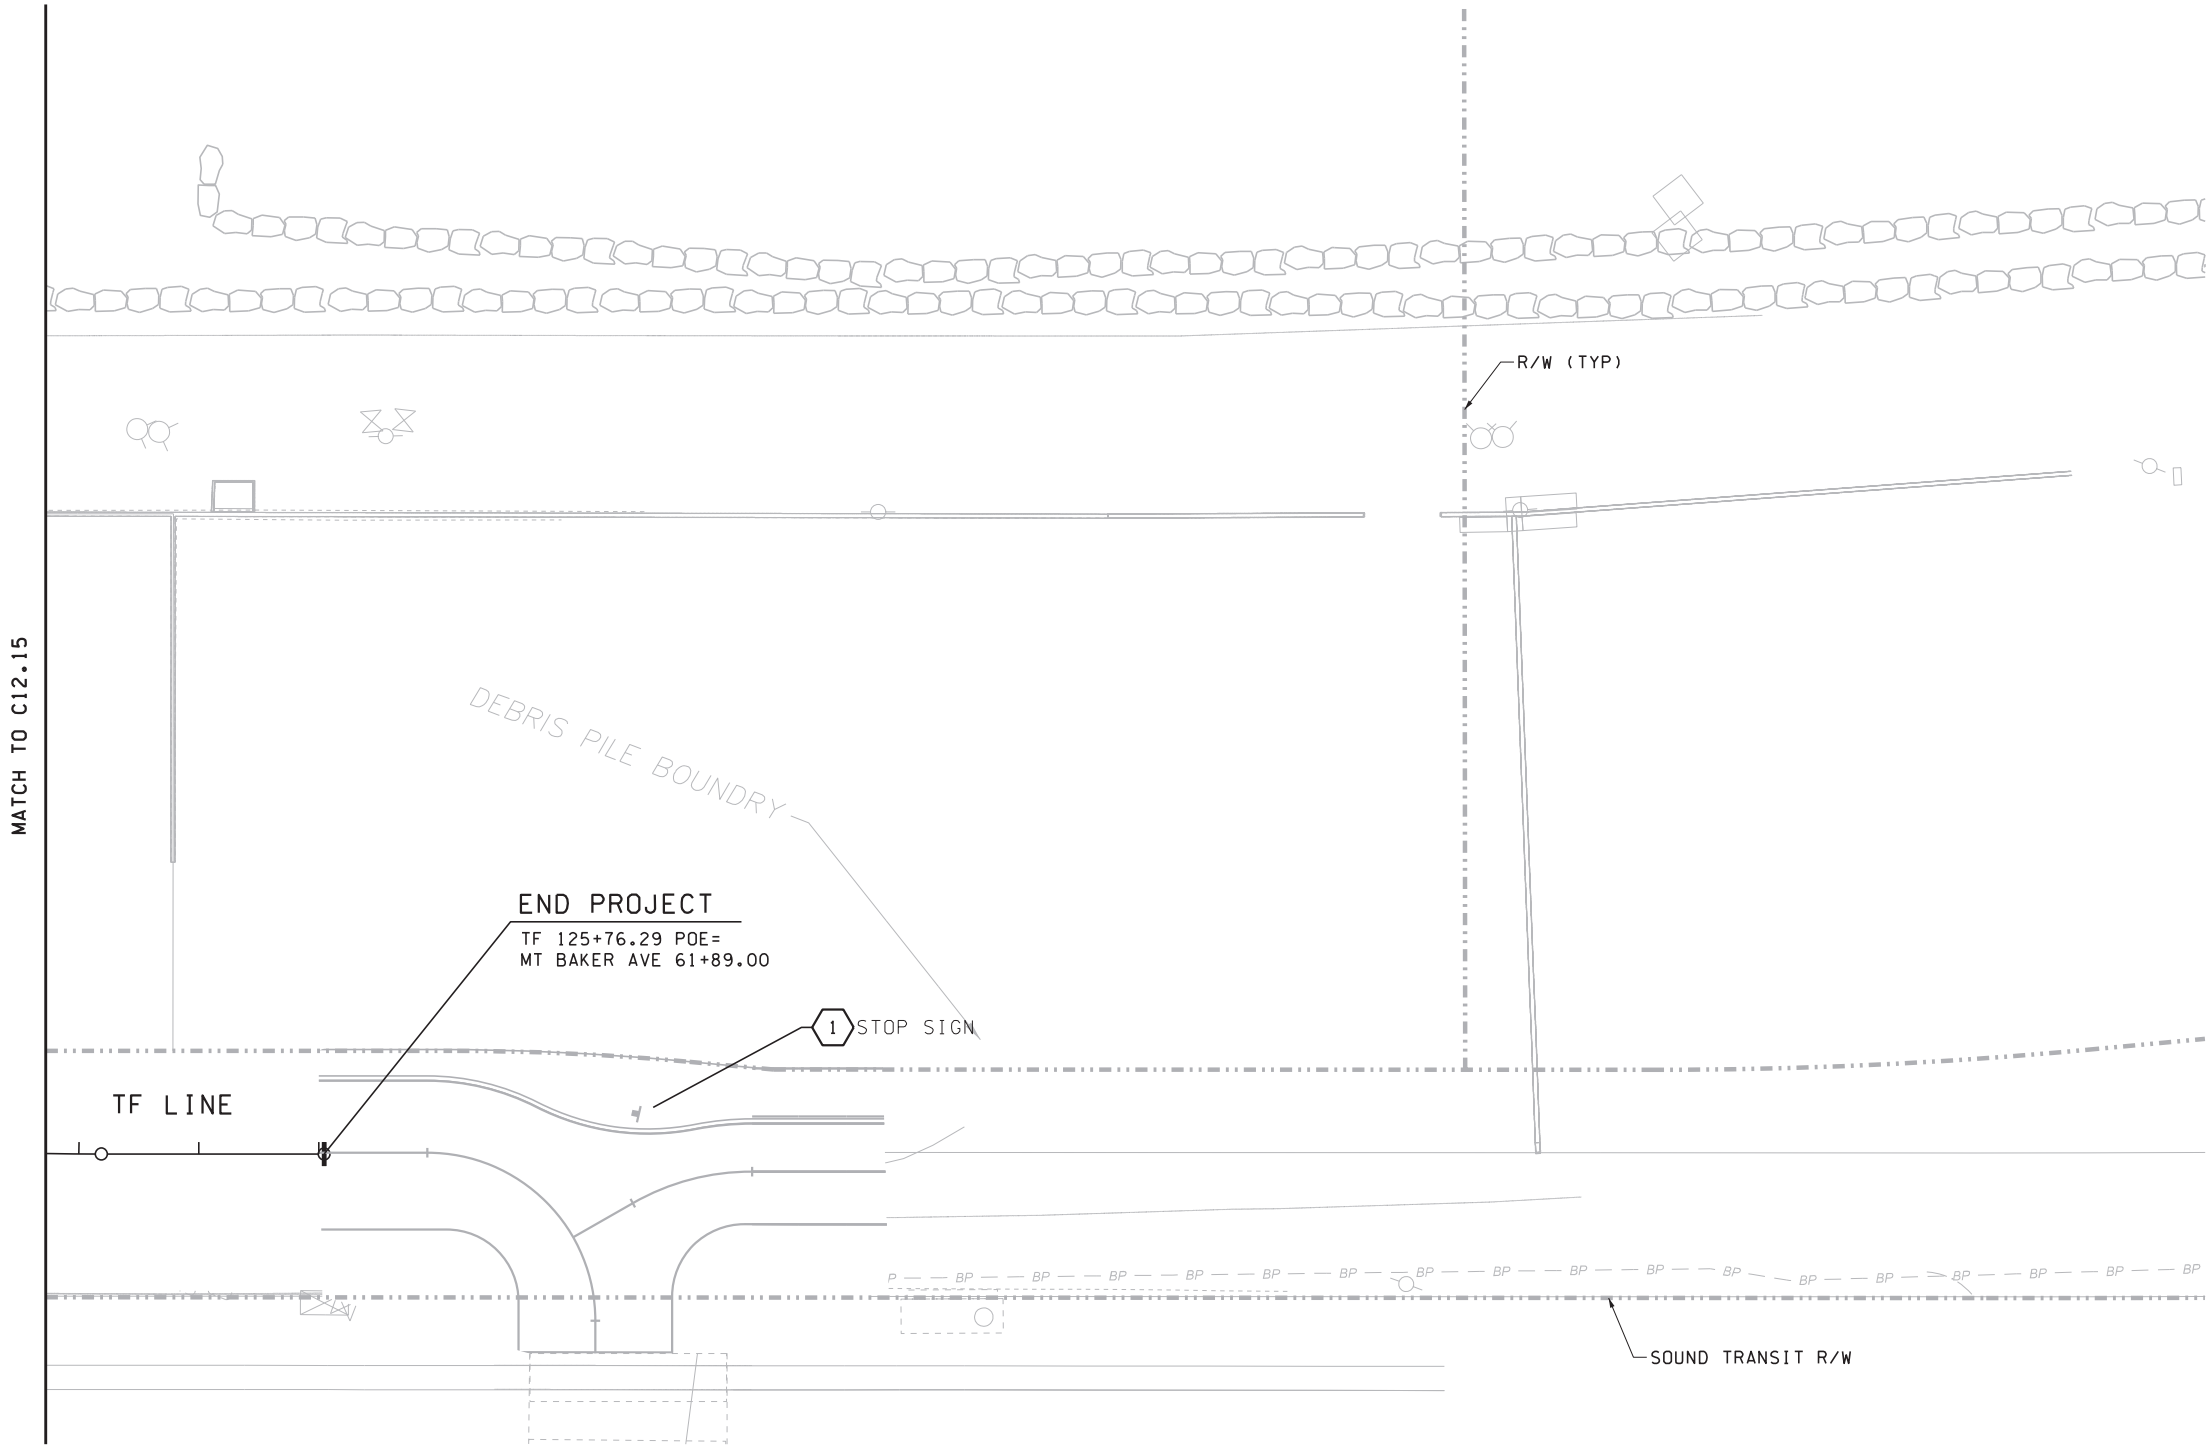 R/W (TYP)
MATCH TO C12.15
DEBRIS PILE BOUNDRY
END PROJECT
TF 125+76.29 POE=
MT BAKER AVE 61+89.00
1 STOP SIGN
TF LINE
P BP BP BP BP BP BP BP BP BP BP BP BP BP BP BP BP BP
SOUND TRANSIT R/W